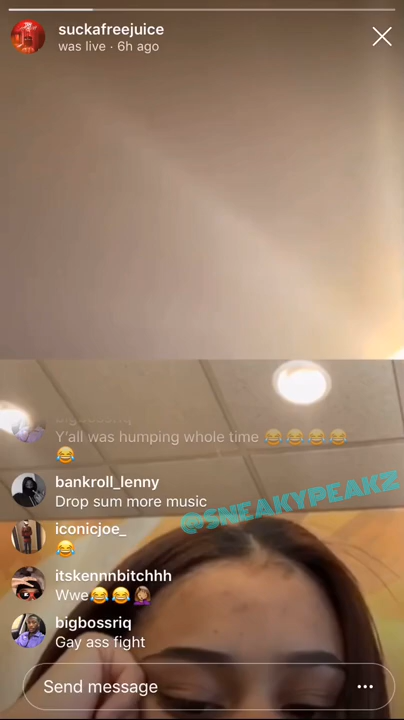 suckafreejuice
was live · 6h ago
Y'all was humping whole time 😂😂😂😂
😂
bankroll_lenny
Drop sum more music
@SNEAKYPEAKZ
iconicjoe_
😂
itskennnbitchhh
Wwe😂😂🤦🏽‍♀️
bigbossriq
Gay ass fight
Send message